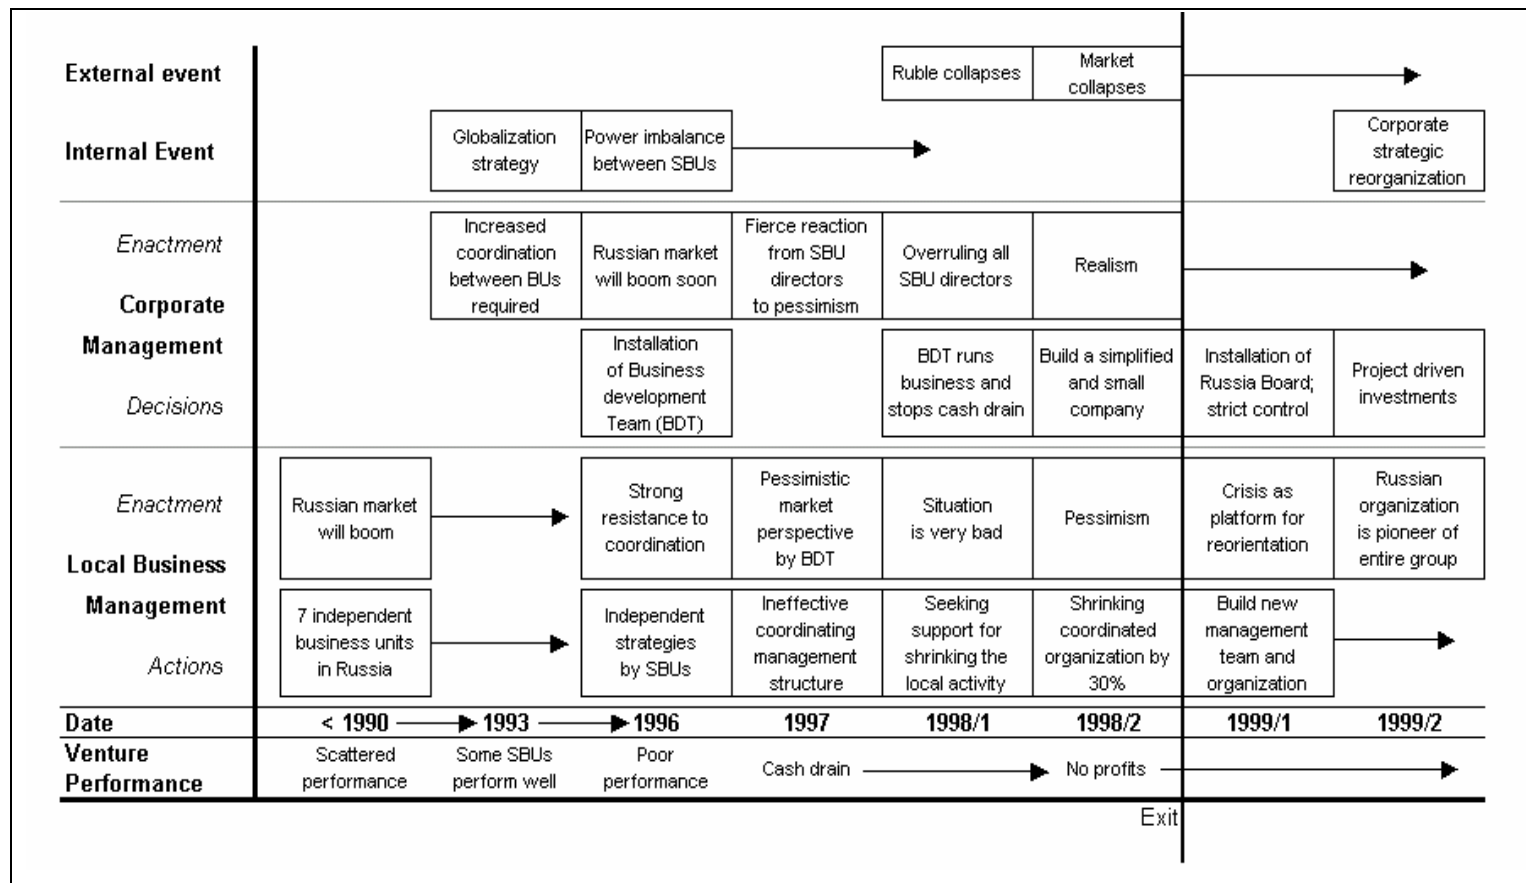 External event
Ruble collapses
Market
collapses
Internal Event
Globalization
strategy
Power imbalance
between SBUs
Corporate
strategic
reorganization
Enactment
Increased
coordination
between BUs
required
Russian market
will boom soon
Fierce reaction
from SBU
directors
to pessimism
Overruling all
SBU directors
Realism
Corporate
Management
Decisions
Installation
of Business
development
Team (BDT)
BDT runs
business and
stops cash drain
Build a simplified
and small
company
Installation of
Russia Board;
strict control
Project driven
investments
Enactment
Russian market
will boom
Strong
resistance to
coordination
Pessimistic
market
perspective
by BDT
Situation
is very bad
Pessimism
Crisis as
platform for
reorientation
Russian
organization
is pioneer of
entire group
Local Business
Management
Actions
7 independent
business units
in Russia
Independent
strategies
by SBUs
Ineffective
coordinating
management
structure
Seeking
support for
shrinking the
local activity
Shrinking
coordinated
organization by
30%
Build new
management
team and
organization
Date
< 1990
1993
1996
1997
1998/1
1998/2
1999/1
1999/2
Venture
Performance
Scattered
performance
Some SBUs
perform well
Poor
performance
Cash drain
No profits
Exit